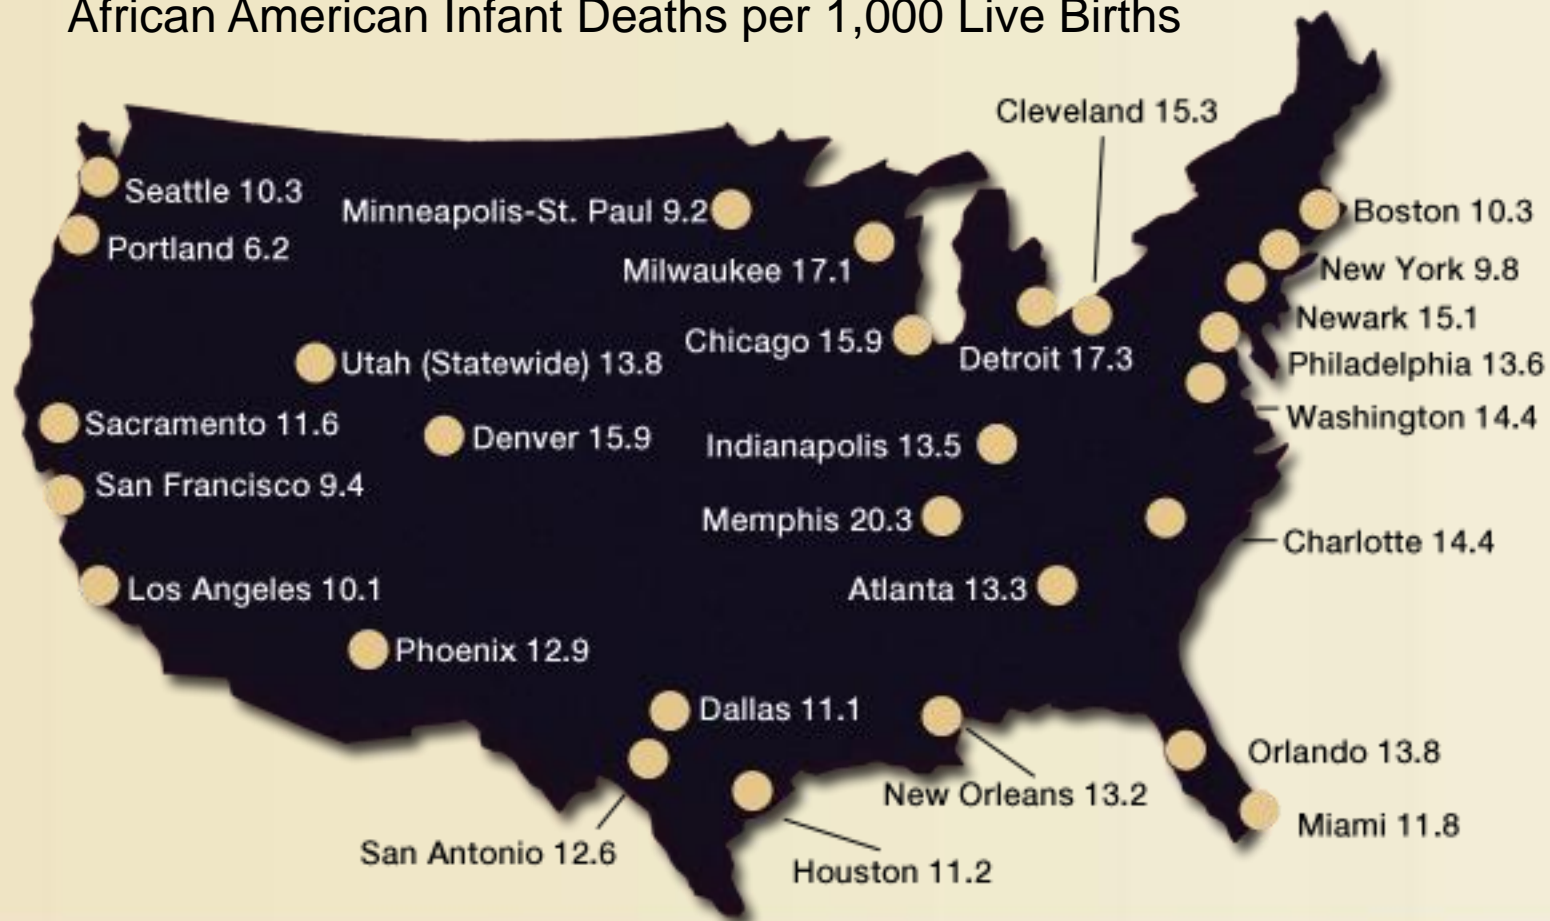 African American Infant Deaths per 1,000 Live Births
Cleveland 15.3
Seattle 10.3
Minneapolis-St. Paul 9.2
Boston 10.3
Portland 6.2
Milwaukee 17.1
New York 9.8
Newark 15.1
Chicago 15.9
Detroit 17.3
Utah (Statewide) 13.8
Philadelphia 13.6
Washington 14.4
Sacramento 11.6
Denver 15.9
Indianapolis 13.5
San Francisco 9.4
Memphis 20.3
Charlotte 14.4
Los Angeles 10.1
Atlanta 13.3
Phoenix 12.9
Dallas 11.1
Orlando 13.8
New Orleans 13.2
Miami 11.8
San Antonio 12.6
Houston 11.2